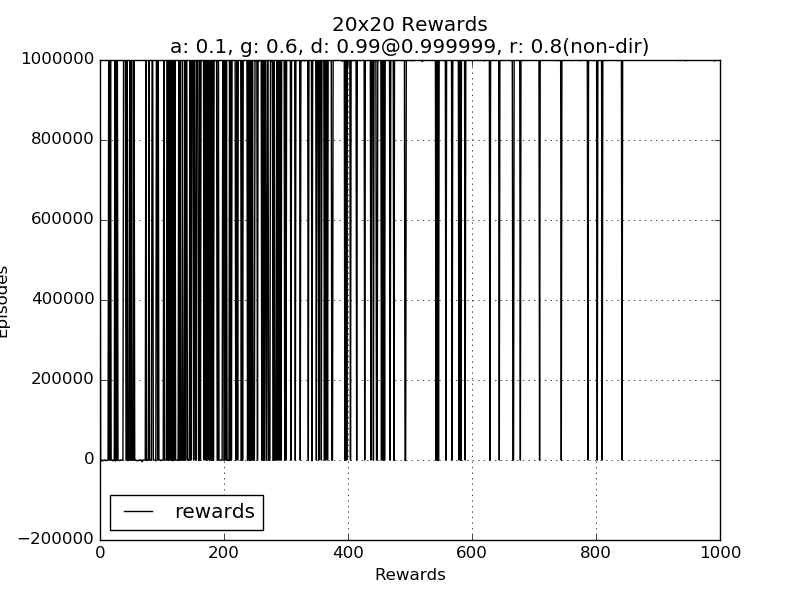 20x20 Rewards
a: 0.1, g: 0.6, d: 0.99@0.999999, r: 0.8(non-dir)
1000000
800000
600000
400000
200000
0
−200000
Episodes
rewards
0 200 400 600 800 1000
Rewards